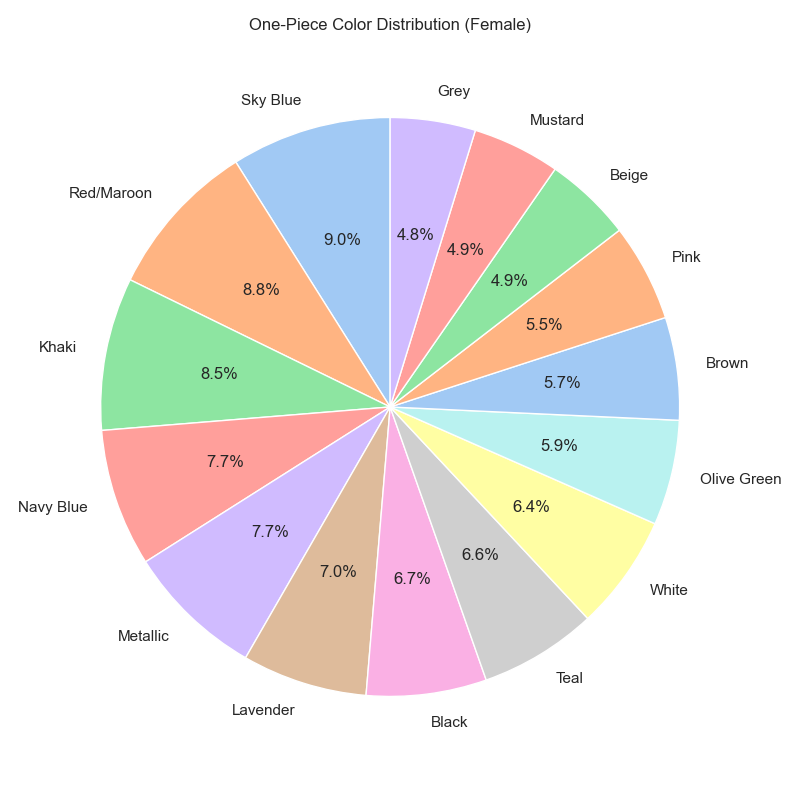 One-Piece Color Distribution (Female)
Sky Blue
9.0%
Red/Maroon
8.8%
Khaki
8.5%
Navy Blue
7.7%
Metallic
7.7%
Lavender
7.0%
Black
6.7%
Teal
6.6%
White
6.4%
Olive Green
5.9%
Brown
5.7%
Pink
5.5%
Beige
4.9%
Mustard
4.9%
Grey
4.8%